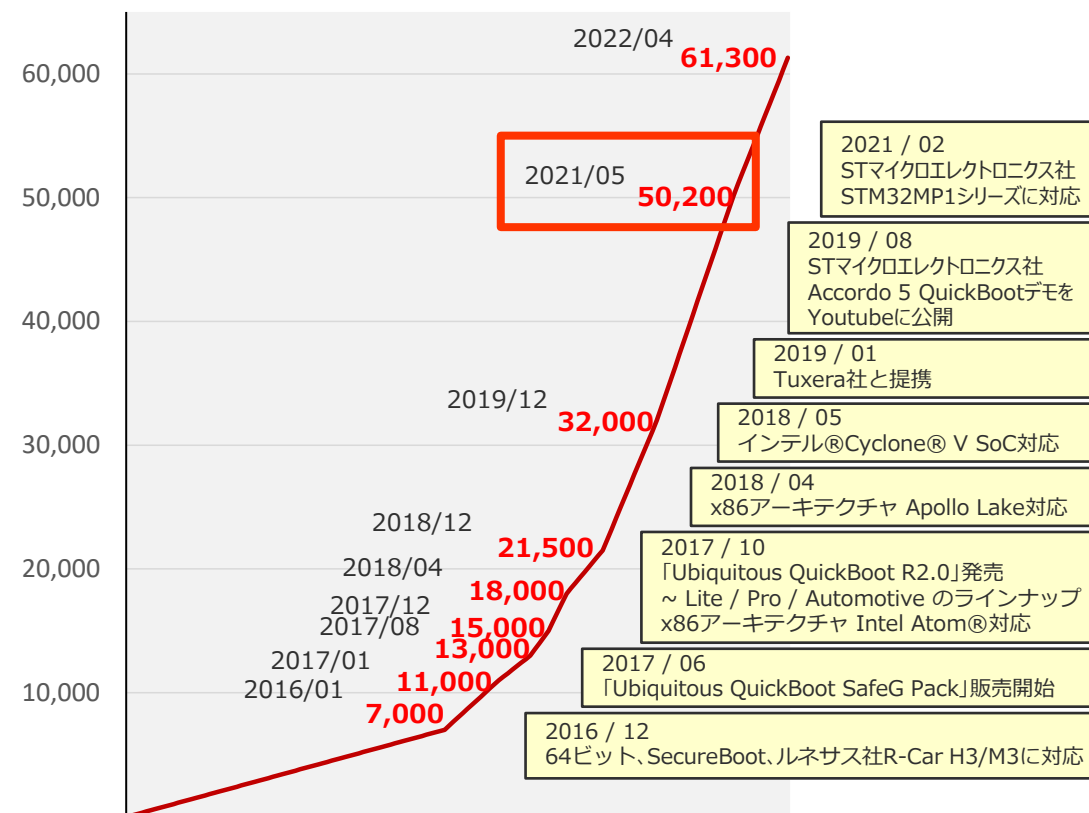 2022/04
61,300
60,000
2021/05
50,200
50,000
40,000
2019/12
32,000
30,000
2018/12
21,500
20,000
2018/04
18,000
2017/12
15,000
2017/08
13,000
2017/01
11,000
10,000
2016/01
7,000
2021 / 02
STマイクロエレクトロニクス社
STM32MP1シリーズに対応
2019 / 08
STマイクロエレクトロニクス社
Accordo 5 QuickBootデモを
Youtubeに公開
2019 / 01
Tuxera社と提携
2018 / 05
インテル®Cyclone® V SoC対応
2018 / 04
x86アーキテクチャ Apollo Lake対応
2017 / 10
「Ubiquitous QuickBoot R2.0」発売
~ Lite / Pro / Automotive のラインナップ
x86アーキテクチャ Intel Atom®対応
2017 / 06
「Ubiquitous QuickBoot SafeG Pack」販売開始
2016 / 12
64ビット、SecureBoot、ルネサス社R-Car H3/M3に対応